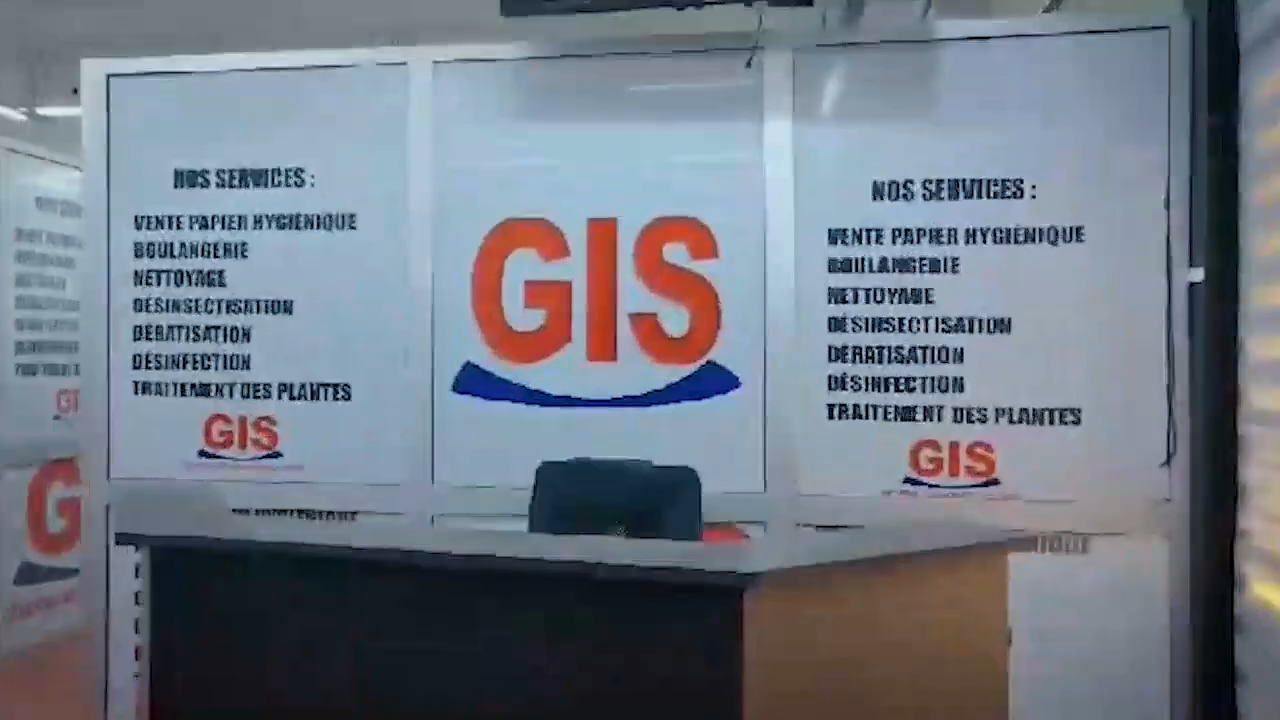 NOS SERVICES :
VENTE PAPIER HYGIÉNIQUE
BOULANGERIE
NETTOYAGE
DÉSINSECTISATION
DÉRATISATION
DÉSINFECTION
TRAITEMENT DES PLANTES
GIS
GIS
NOS SERVICES :
VENTE PAPIER HYGIÉNIQUE
BOULANGERIE
NETTOYAGE
DÉSINSECTISATION
DERATISATION
DÉSINFECTION
TRAITEMENT DES PLANTES
GIS